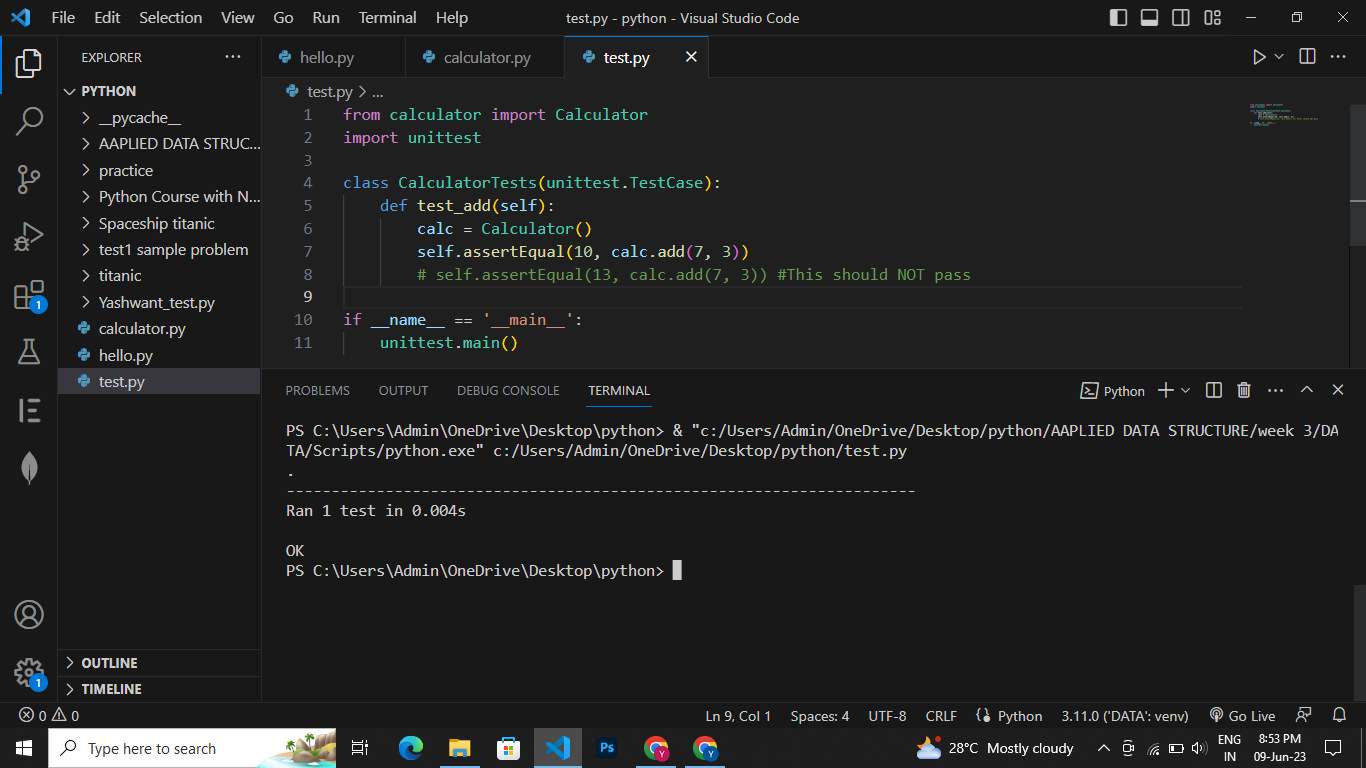 File Edit Selection View Go Run Terminal Help
test.py - python - Visual Studio Code
EXPLORER
PYTHON
__pycache__
AAPLIED DATA STRUC...
practice
Python Course with N...
Spaceship titanic
test1 sample problem
titanic
Yashwant_test.py
calculator.py
hello.py
test.py
OUTLINE
TIMELINE
1
1
hello.py calculator.py test.py
test.py > ...
1 from calculator import Calculator
2 import unittest
3
4 class CalculatorTests(unittest.TestCase):
5 def test_add(self):
6 calc = Calculator()
7 self.assertEqual(10, calc.add(7, 3))
8 # self.assertEqual(13, calc.add(7, 3)) #This should NOT pass
9
10 if __name__ == '__main__':
11 unittest.main()
PROBLEMS OUTPUT DEBUG CONSOLE TERMINAL
Python
PS C:\Users\Admin\OneDrive\Desktop\python> & "c:/Users/Admin/OneDrive/Desktop/python/AAPLIED DATA STRUCTURE/week 3/DA
TA/Scripts/python.exe" c:/Users/Admin/OneDrive/Desktop/python/test.py
.
----------------------------------------------------------------------
Ran 1 test in 0.004s
OK
PS C:\Users\Admin\OneDrive\Desktop\python>
0 0
Ln 9, Col 1 Spaces: 4 UTF-8 CRLF Python 3.11.0 ('DATA': venv) Go Live
Type here to search
Ps
Y
Y
28°C Mostly cloudy
ENG
IN
8:53 PM
09-Jun-23